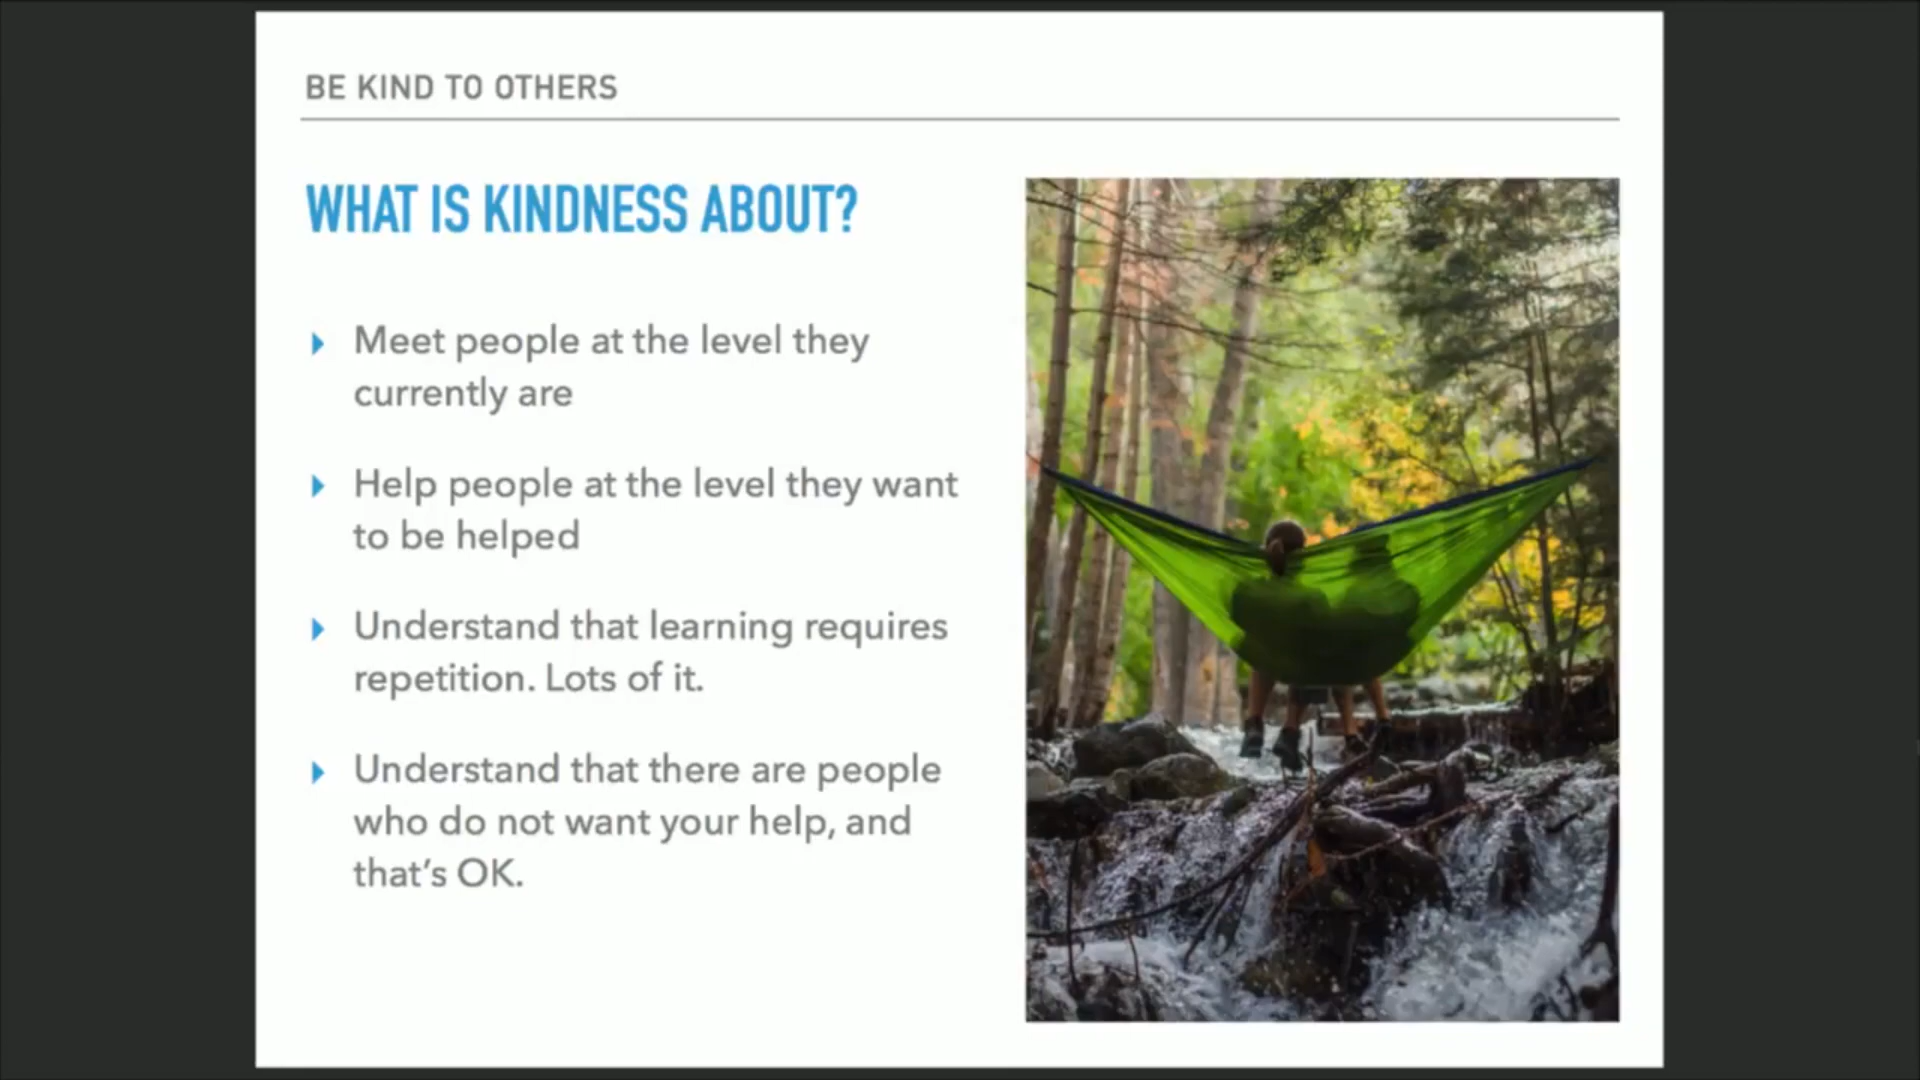 BE KIND TO OTHERS
WHAT IS KINDNESS ABOUT?
Meet people at the level they
currently are
Help people at the level they want
to be helped
Understand that learning requires
repetition. Lots of it.
Understand that there are people
who do not want your help, and
that's OK.